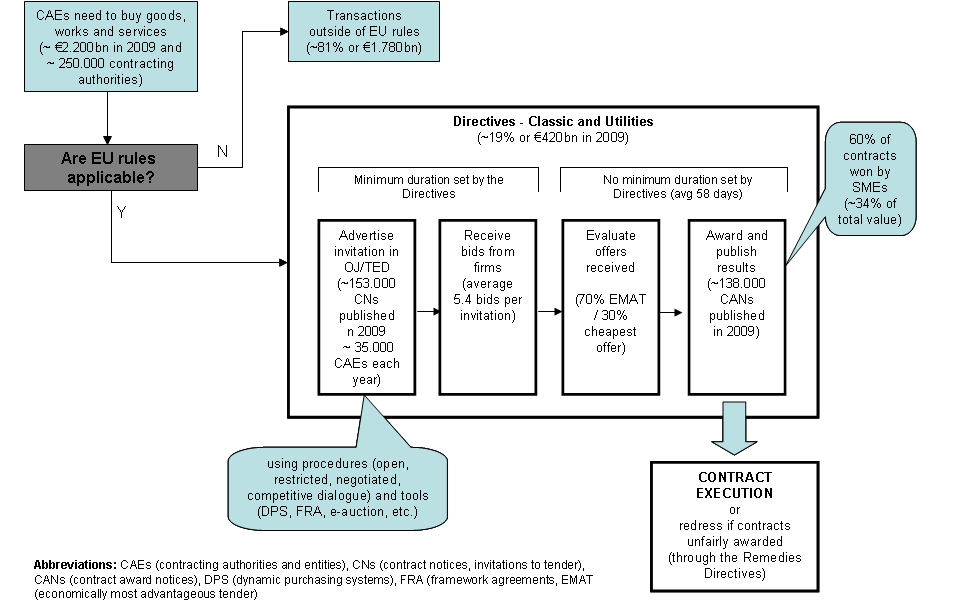 CAEs need to buy goods,
works and services
(~ €2.200bn in 2009 and
~ 250.000 contracting
authorities)
Transactions
outside of EU rules
(~81% or €1.780bn)
Are EU rules
applicable?
N
Y
Directives - Classic and Utilities
(~19% or €420bn in 2009)
Minimum duration set by the
Directives
No minimum duration set by
Directives (avg 58 days)
60% of
contracts
won by
SMEs
(~34% of
total value)
Advertise
invitation in
OJ/TED
(~153.000
CNs
published
n 2009
~ 35.000
CAEs each
year)
Receive
bids from
firms
(average
5.4 bids per
invitation)
Evaluate
offers
received
(70% EMAT
/ 30%
cheapest
offer)
Award and
publish
results
(~138.000
CANs
published
in 2009)
using procedures (open,
restricted, negotiated,
competitive dialogue) and tools
(DPS, FRA, e-auction, etc.)
CONTRACT
EXECUTION
or
redress if contracts
unfairly awarded
(through the Remedies
Directives)
Abbreviations: CAEs (contracting authorities and entities), CNs (contract notices, invitations to tender),
CANs (contract award notices), DPS (dynamic purchasing systems), FRA (framework agreements, EMAT
(economically most advantageous tender)